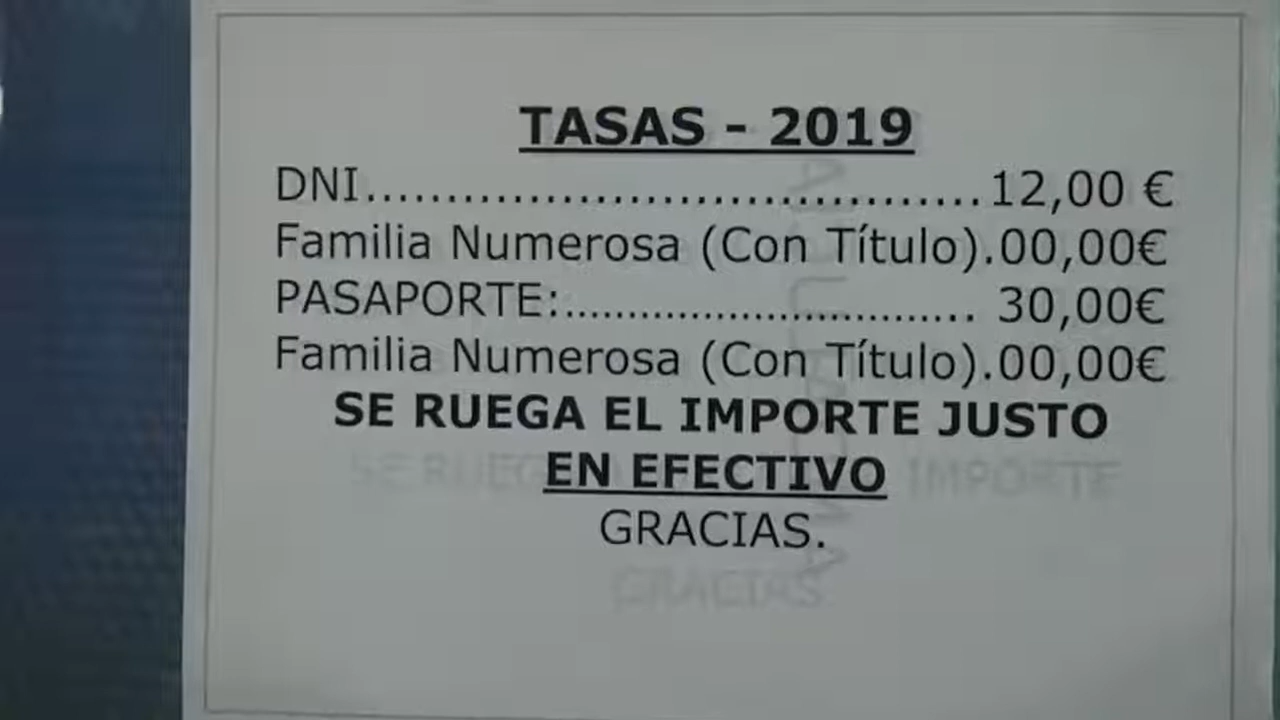 TASAS - 2019
DNI......................................12,00 €
Familia Numerosa (Con Título).00,00€
PASAPORTE:................................ 30,00€
Familia Numerosa (Con Título).00,00€
SE RUEGA EL IMPORTE JUSTO
EN EFECTIVO
GRACIAS.